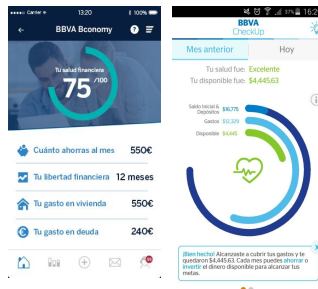 Carrier
13:20
100%
BBVA Bconomy
?
Tu salud financiera
75 /100
Cuánto ahorras al mes 550€
Tu libertad financiera 12 meses
Tu gasto en vivienda 550€
Tu gasto en deuda 240€
37% 16:2
BBVA
CheckUp
Mes anterior Hoy
Tu salud fue: Excelente
Tu disponible fue: $4,445.63
Saldo Inicial &
Depósitos $16,775
Gastos $12,329
Disponible $4,445
¡Bien hecho! Alcanzaste a cubrir tus gastos y te
quedaron $4,445.63. Cada mes puedes ahorrar o
invertir el dinero disponible para alcanzar tus
metas.